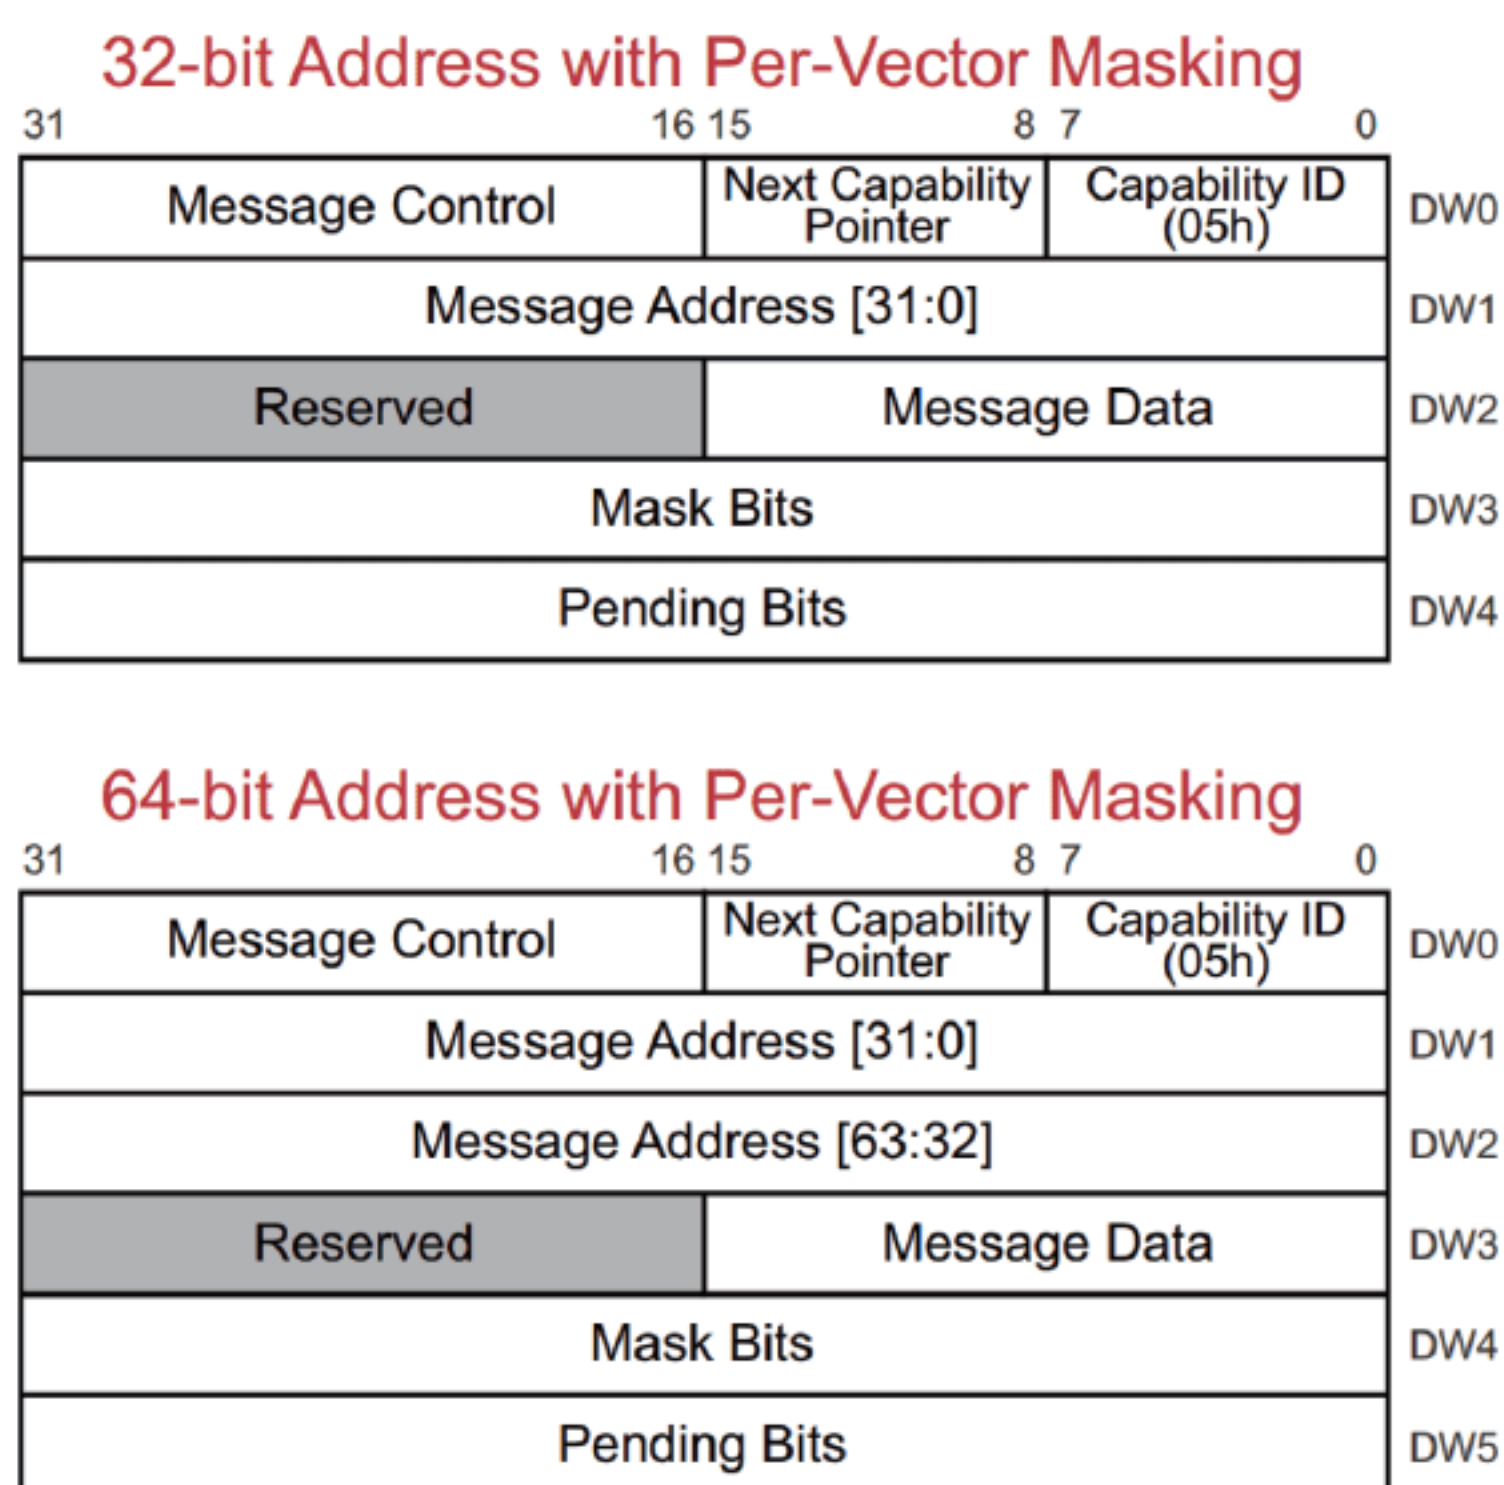 32-bit Address with Per-Vector Masking
31 16 15 8 7 0
Message Control Next Capability Pointer Capability ID (05h) DW0
Message Address [31:0] DW1
Reserved Message Data DW2
Mask Bits DW3
Pending Bits DW4
64-bit Address with Per-Vector Masking
31 16 15 8 7 0
Message Control Next Capability Pointer Capability ID (05h) DW0
Message Address [31:0] DW1
Message Address [63:32] DW2
Reserved Message Data DW3
Mask Bits DW4
Pending Bits DW5